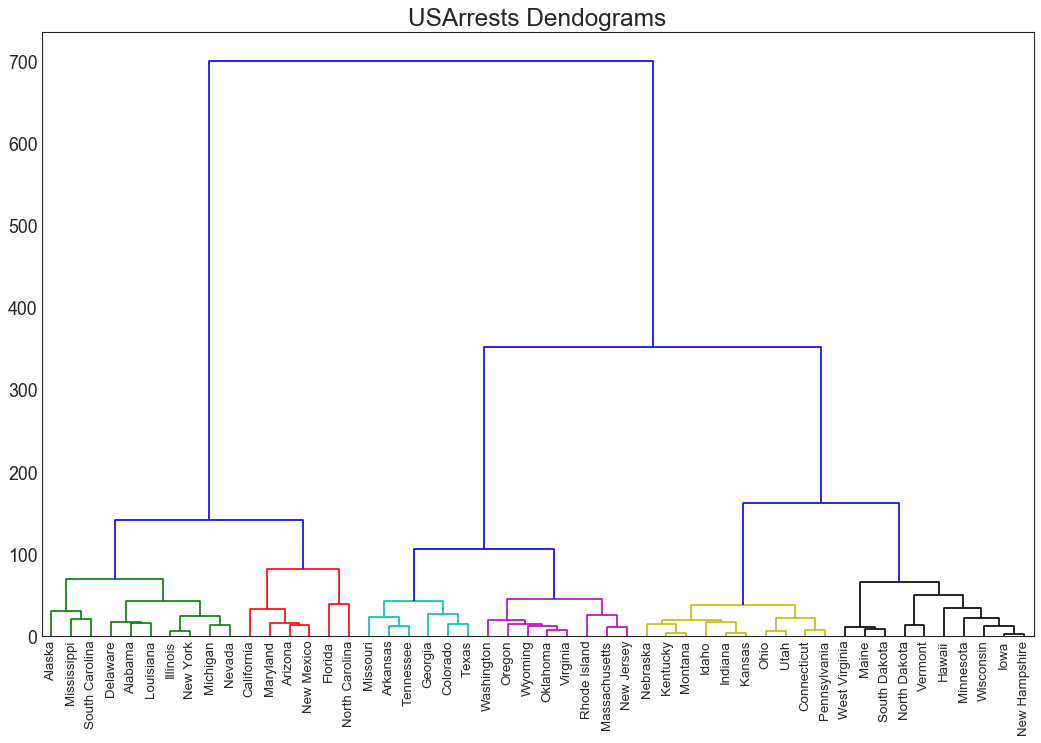 USArrests Dendograms
700
600
500
400
300
200
100
0
Alaska
Mississippi
South Carolina
Delaware
Alabama
Louisiana
Illinois
New York
Michigan
Nevada
California
Maryland
Arizona
New Mexico
Florida
North Carolina
Missouri
Arkansas
Tennessee
Georgia
Colorado
Texas
Washington
Oregon
Wyoming
Oklahoma
Virginia
Rhode Island
Massachusetts
New Jersey
Nebraska
Kentucky
Montana
Idaho
Indiana
Kansas
Ohio
Utah
Connecticut
Pennsylvania
West Virginia
Maine
South Dakota
North Dakota
Vermont
Hawaii
Minnesota
Wisconsin
Iowa
New Hampshire